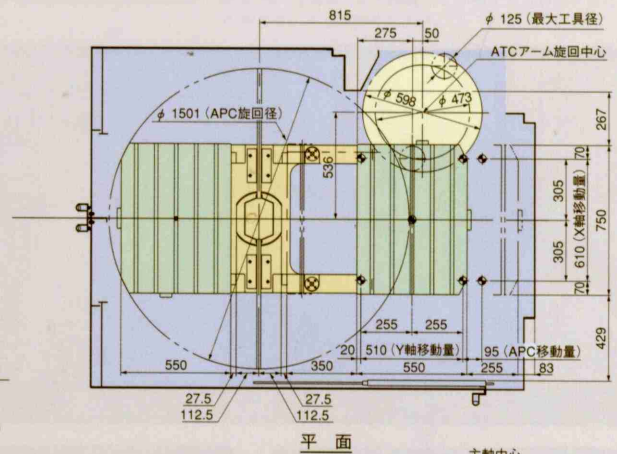 815
275
50
φ 125 (最大工具径)
ATCアーム旋回中心
φ 598
φ 473
φ 1501 (APC旋回径)
536
267
70
305
610 (X軸移動量)
750
305
70
429
255
255
20
510 (Y軸移動量)
95 (APC移動量)
550
350
550
255
83
27.5
112.5
27.5
112.5
平 面
主軸中心